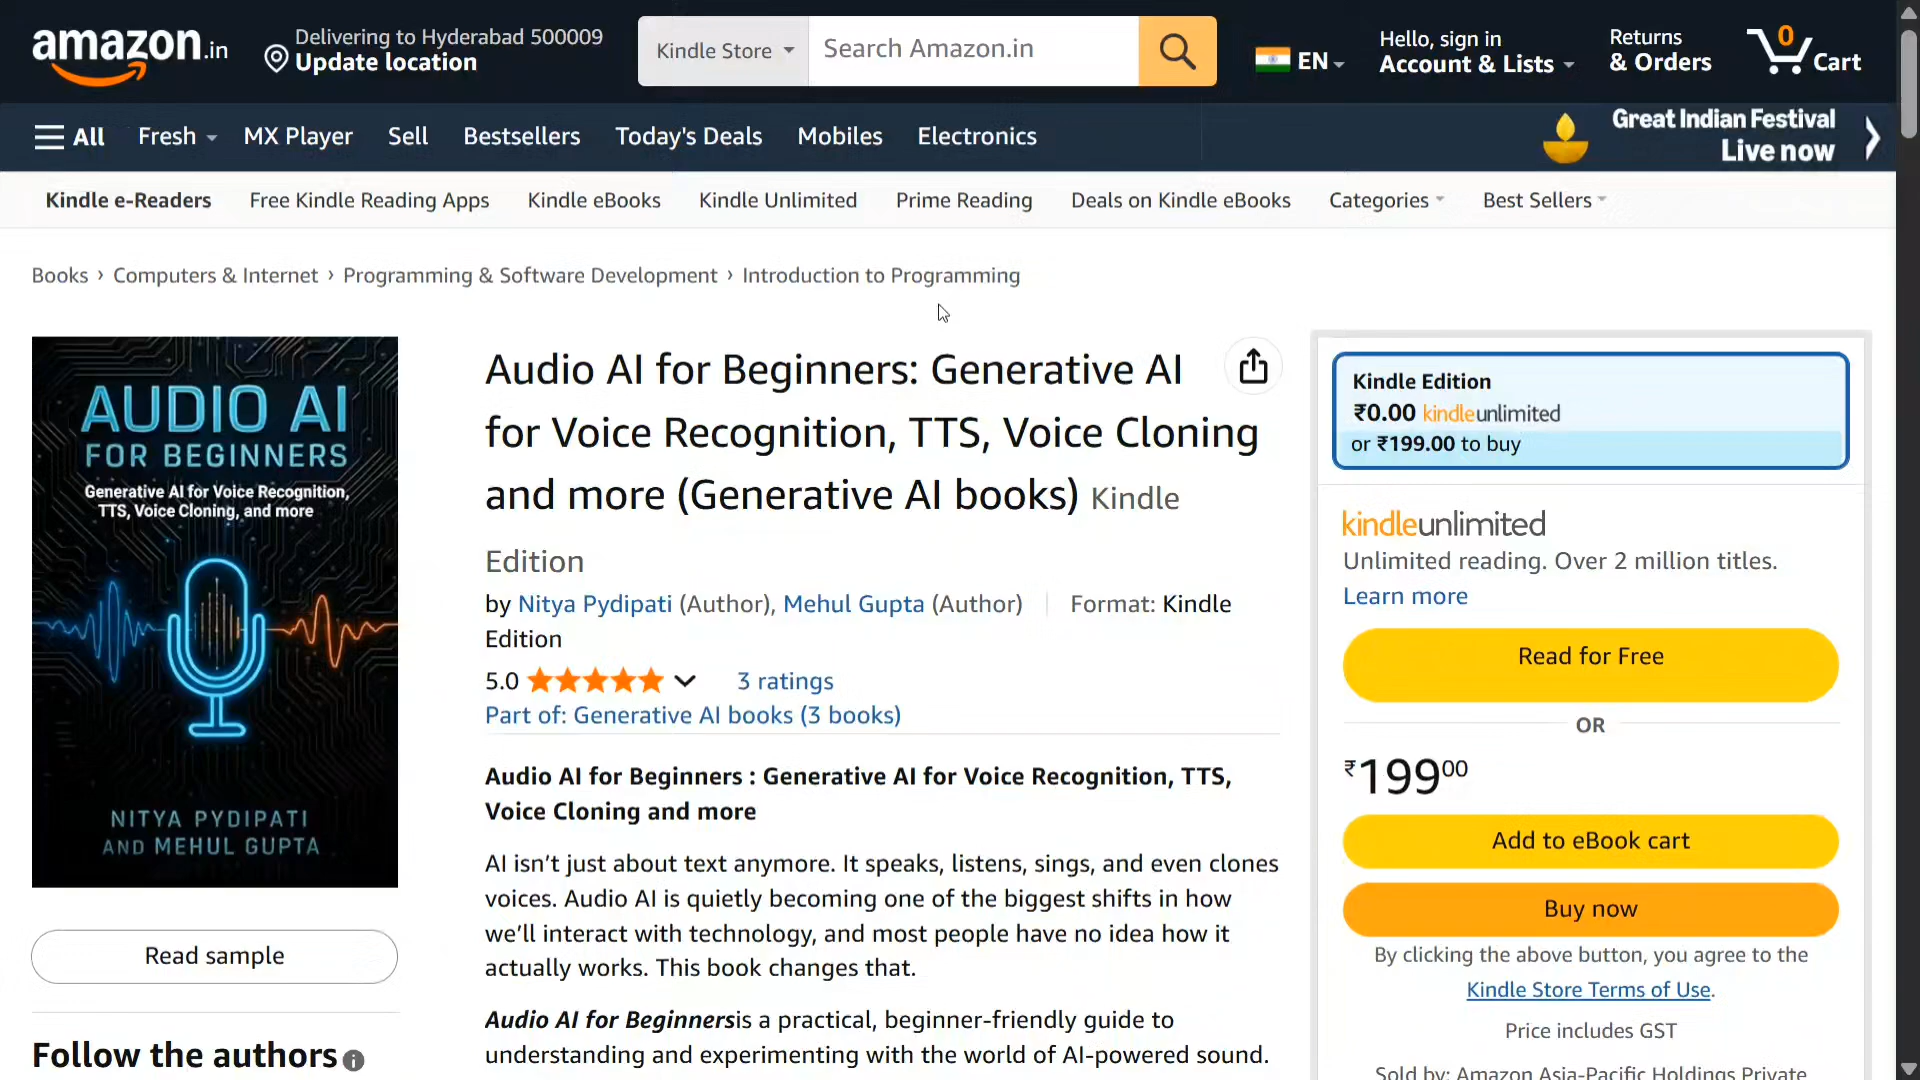 amazon.in
Delivering to Hyderabad 500009
Update location
Kindle Store
Search Amazon.in
EN
Hello, sign in
Account & Lists
Returns
& Orders
0
Cart
All
Fresh
MX Player
Sell
Bestsellers
Today's Deals
Mobiles
Electronics
Great Indian Festival
Live now
Kindle e-Readers
Free Kindle Reading Apps
Kindle eBooks
Kindle Unlimited
Prime Reading
Deals on Kindle eBooks
Categories
Best Sellers
Books › Computers & Internet › Programming & Software Development › Introduction to Programming
AUDIO AI
FOR BEGINNERS
Generative AI for Voice Recognition,
TTS, Voice Cloning, and more
NITYA PYDIPATI
AND MEHUL GUPTA
Read sample
Follow the authors
Audio AI for Beginners: Generative AI
for Voice Recognition, TTS, Voice Cloning
and more (Generative AI books) Kindle
Edition
by Nitya Pydipati (Author), Mehul Gupta (Author) | Format: Kindle
Edition
5.0
3 ratings
Part of: Generative AI books (3 books)
Audio AI for Beginners : Generative AI for Voice Recognition, TTS,
Voice Cloning and more
AI isn’t just about text anymore. It speaks, listens, sings, and even clones
voices. Audio AI is quietly becoming one of the biggest shifts in how
we’ll interact with technology, and most people have no idea how it
actually works. This book changes that.
Audio AI for Beginnersis a practical, beginner-friendly guide to
understanding and experimenting with the world of AI-powered sound.
Kindle Edition
₹0.00 kindleunlimited
or ₹199.00 to buy
kindleunlimited
Unlimited reading. Over 2 million titles.
Learn more
Read for Free
OR
₹199 00
Add to eBook cart
Buy now
By clicking the above button, you agree to the
Kindle Store Terms of Use.
Price includes GST
Sold by: Amazon Asia-Pacific Holdings Private